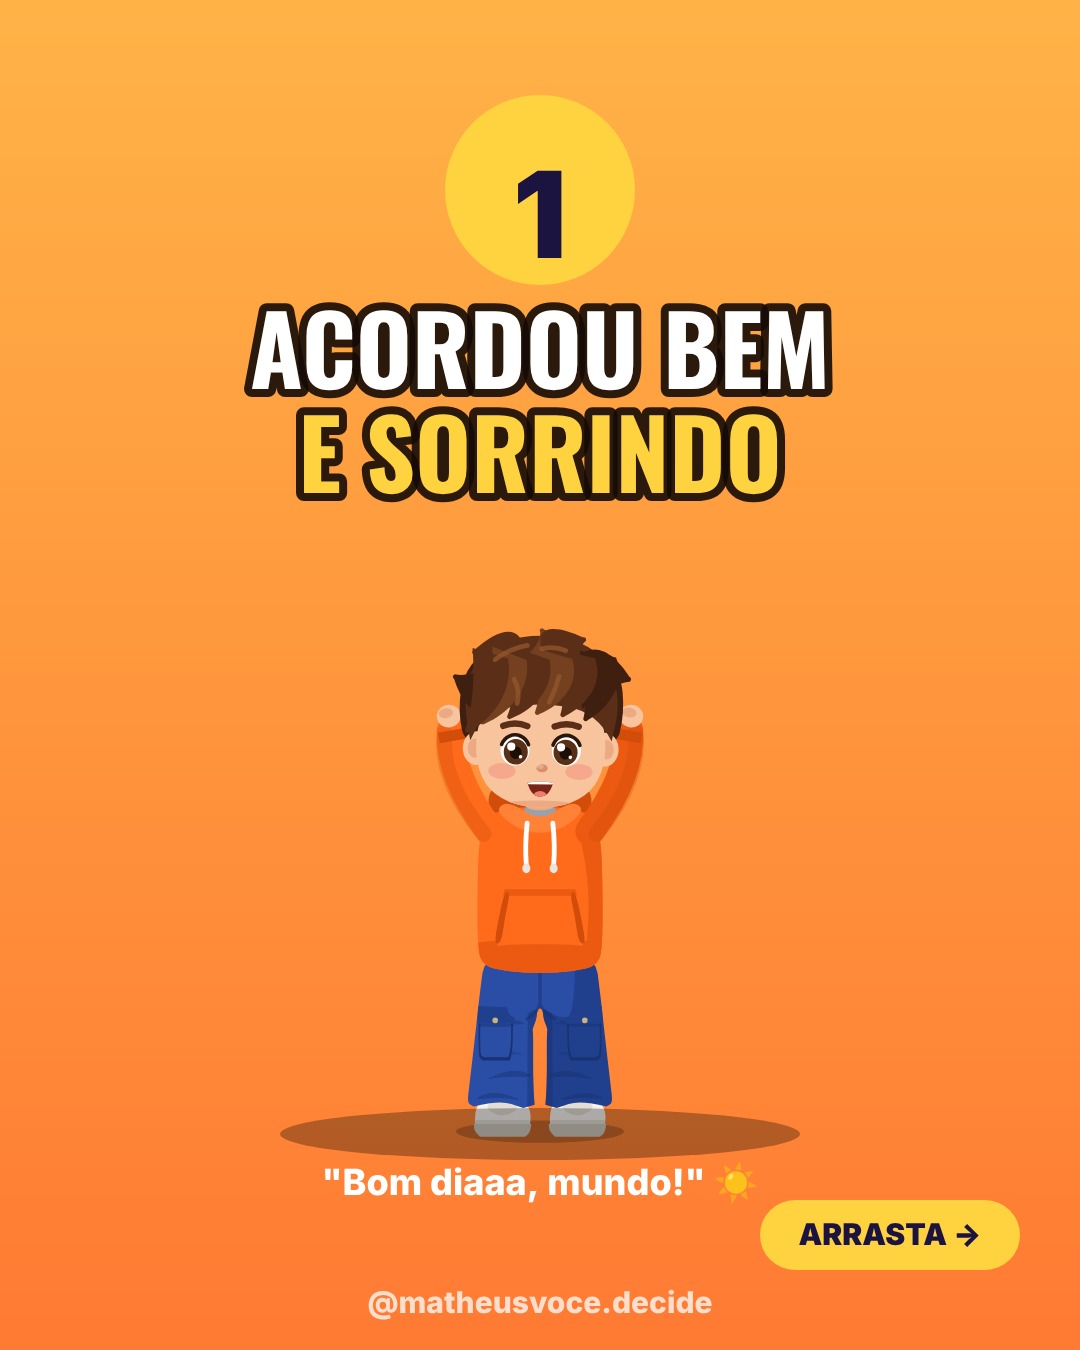 1
ACORDOU BEM
E SORRINDO
"Bom diaaa, mundo!" ☀️
ARRASTA →
@matheusvoce.decide